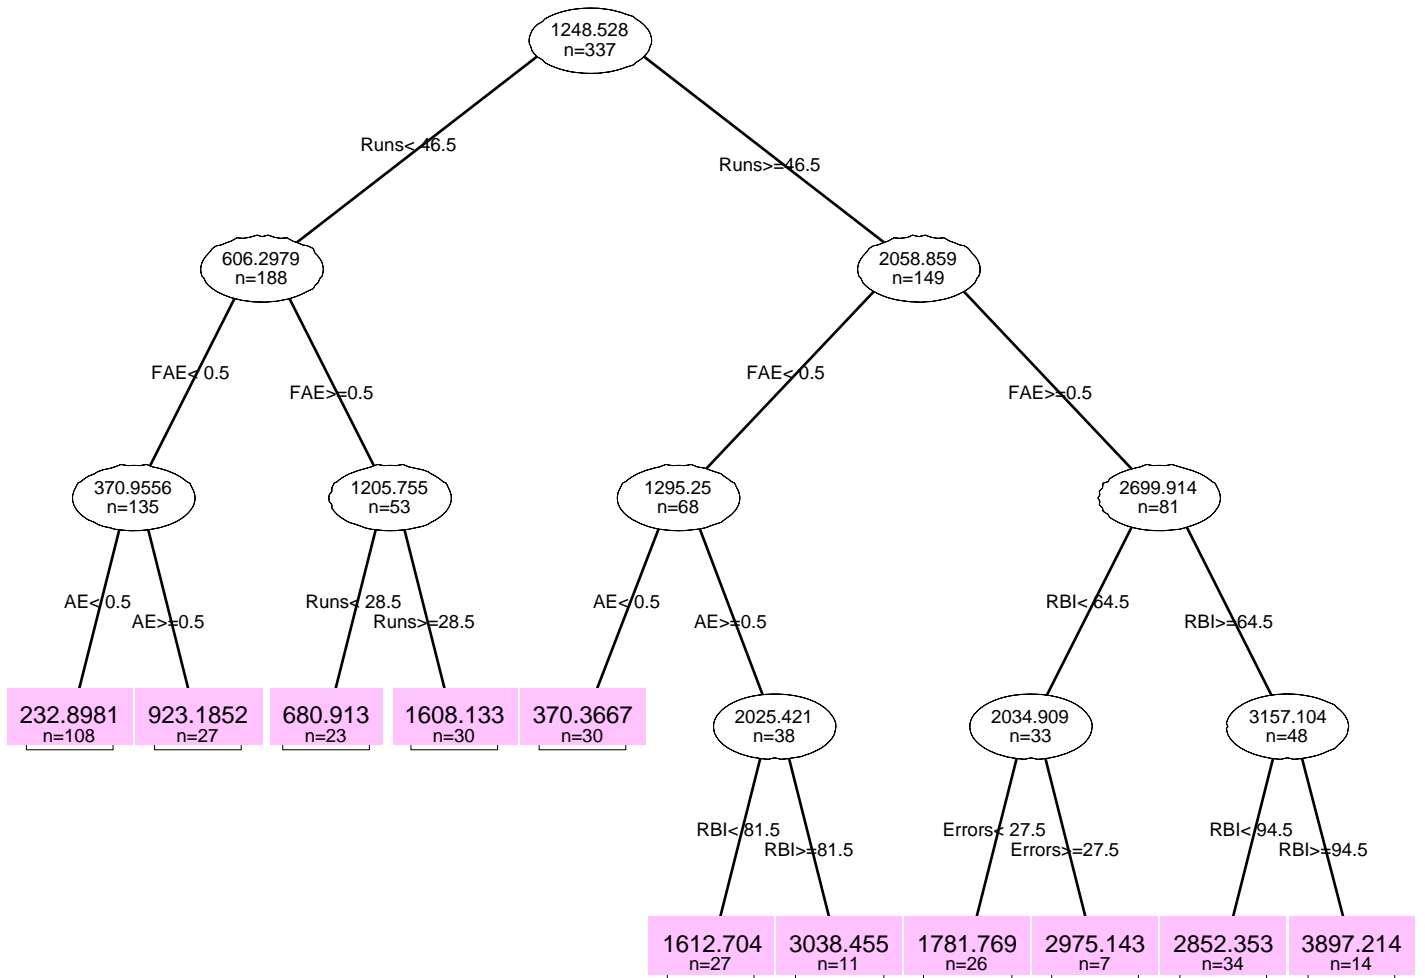 1248.528
n=337
Runs< 46.5
Runs>=46.5
606.2979
n=188
2058.859
n=149
FAE< 0.5
FAE>=0.5
FAE< 0.5
FAE>=0.5
370.9556
n=135
1205.755
n=53
1295.25
n=68
2699.914
n=81
AE< 0.5
AE>=0.5
Runs< 28.5
Runs>=28.5
AE< 0.5
AE>=0.5
RBI< 64.5
RBI>=64.5
232.8981
n=108
923.1852
n=27
680.913
n=23
1608.133
n=30
370.3667
n=30
2025.421
n=38
2034.909
n=33
3157.104
n=48
RBI< 81.5
RBI>=81.5
Errors< 27.5
Errors>=27.5
RBI< 94.5
RBI>=94.5
1612.704
n=27
3038.455
n=11
1781.769
n=26
2975.143
n=7
2852.353
n=34
3897.214
n=14